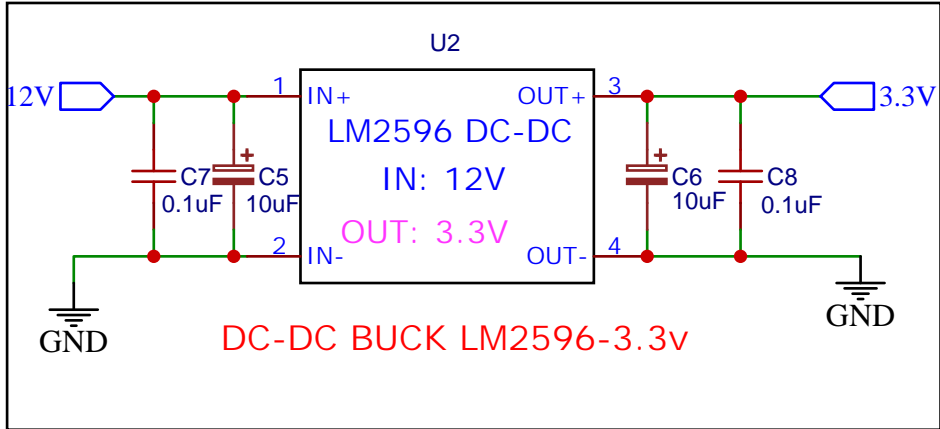 U2
12V
1
IN+
OUT+
3
3.3V
LM2596 DC-DC
IN: 12V
OUT: 3.3V
C7
0.1uF
C5
10uF
+
C6
10uF
+
C8
0.1uF
2
IN-
OUT-
4
GND
GND
DC-DC BUCK LM2596-3.3v